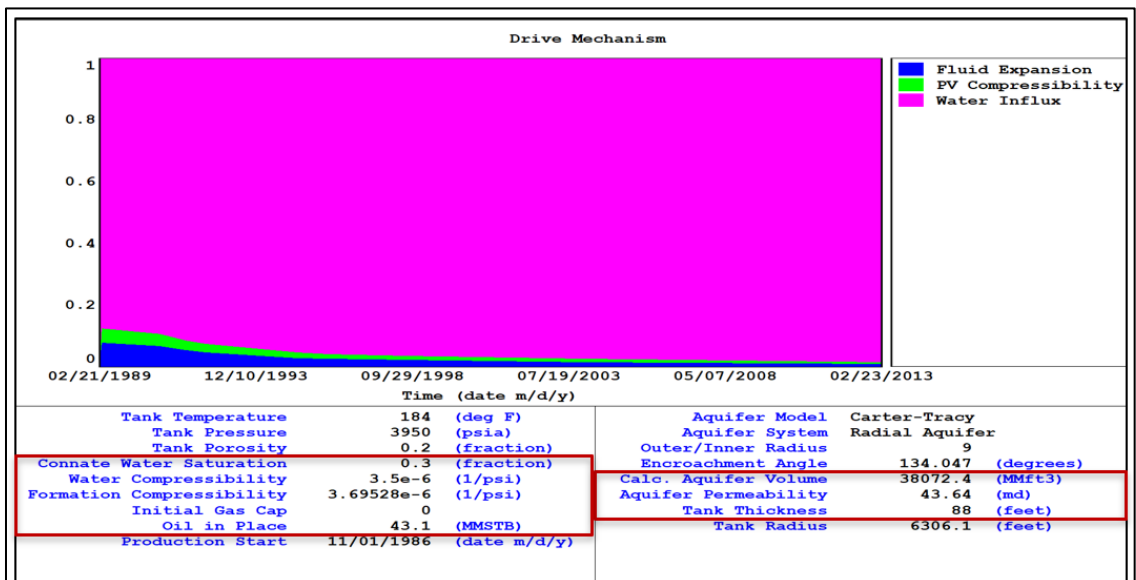 Drive Mechanism
1
0.8
0.6
0.4
0.2
0
Fluid Expansion
PV Compressibility
Water Influx
02/21/1989 12/10/1993 09/29/1998 07/19/2003 05/07/2008 02/23/2013
Time (date m/d/y)
Tank Temperature 184 (deg F)
Tank Pressure 3950 (psia)
Tank Porosity 0.2 (fraction)
Connate Water Saturation 0.3 (fraction)
Water Compressibility 3.5e-6 (1/psi)
Formation Compressibility 3.69528e-6 (1/psi)
Initial Gas Cap 0
Oil in Place 43.1 (MMSTB)
Production Start 11/01/1986 (date m/d/y)
Aquifer Model Carter-Tracy
Aquifer System Radial Aquifer
Outer/Inner Radius 9
Encroachment Angle 134.047 (degrees)
Calc. Aquifer Volume 38072.4 (MMft3)
Aquifer Permeability 43.64 (md)
Tank Thickness 88 (feet)
Tank Radius 6306.1 (feet)